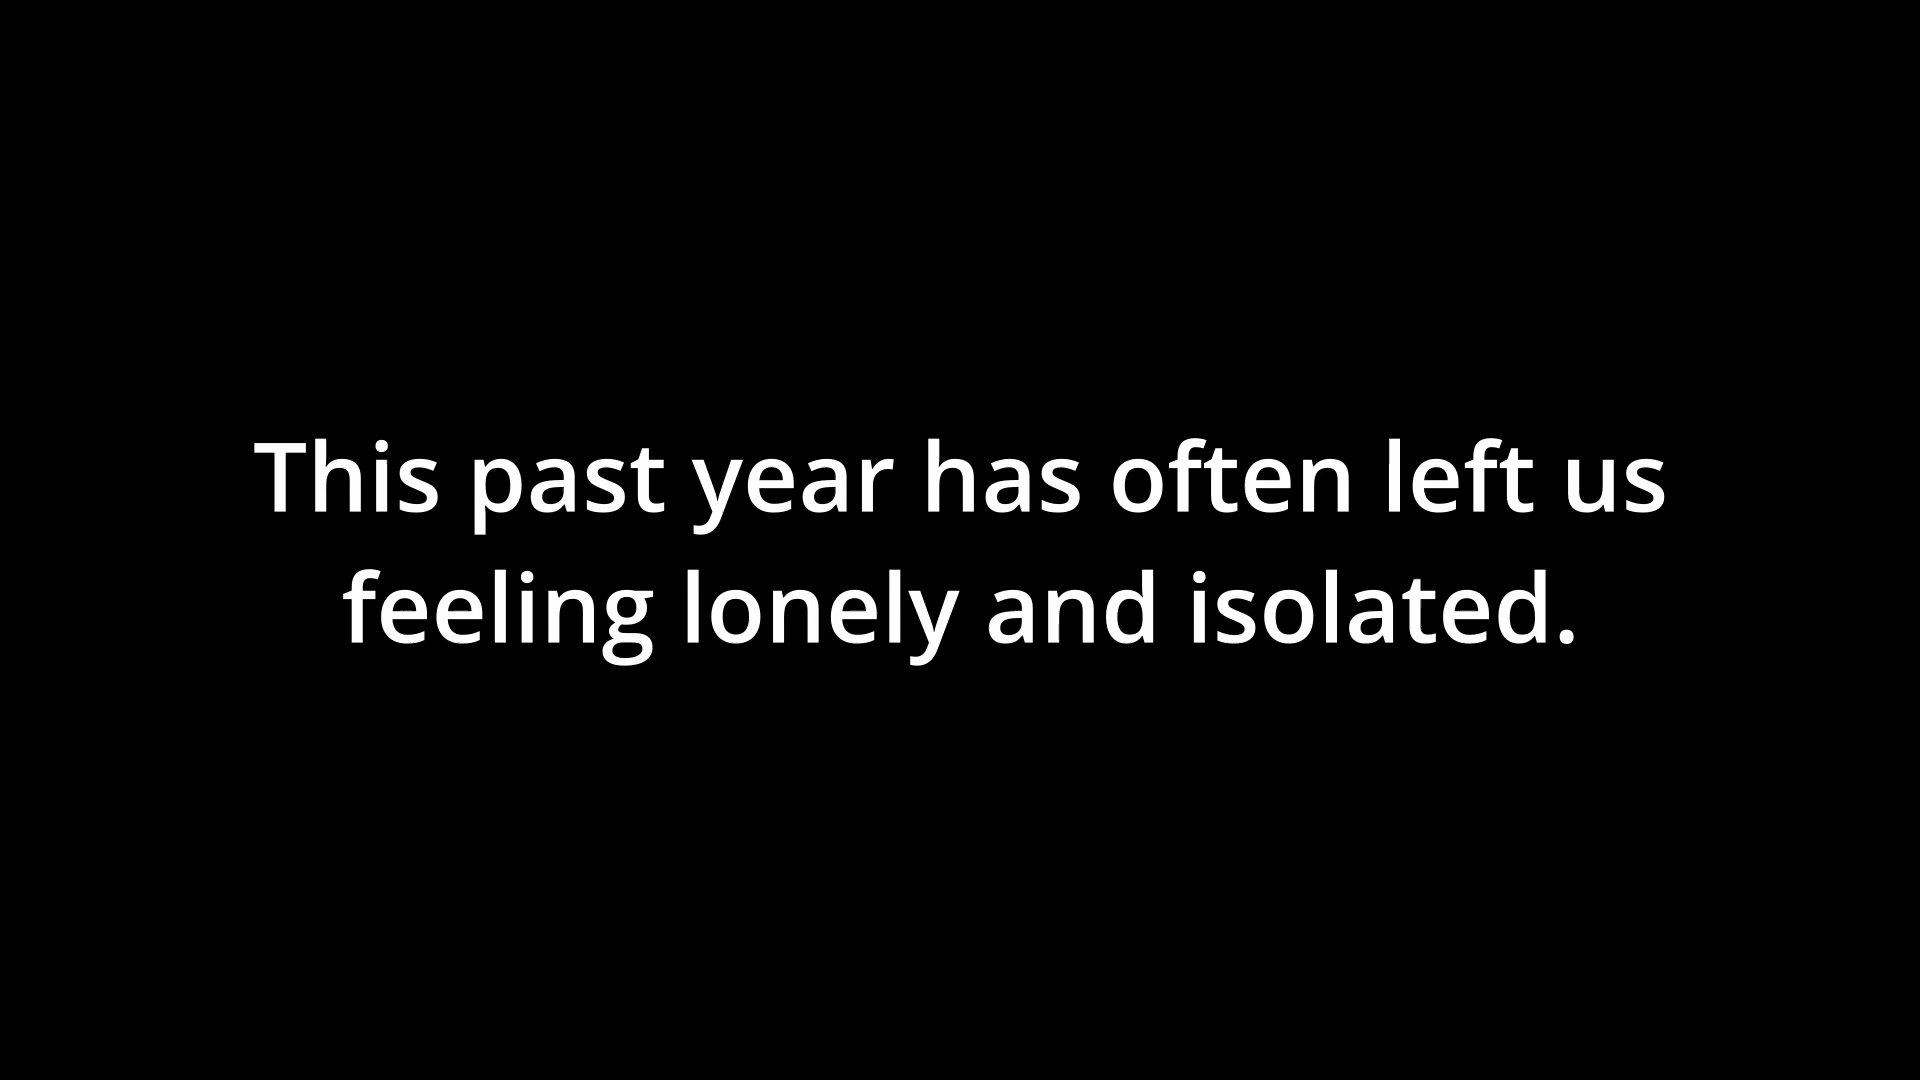 This past year has often left us
feeling lonely and isolated.